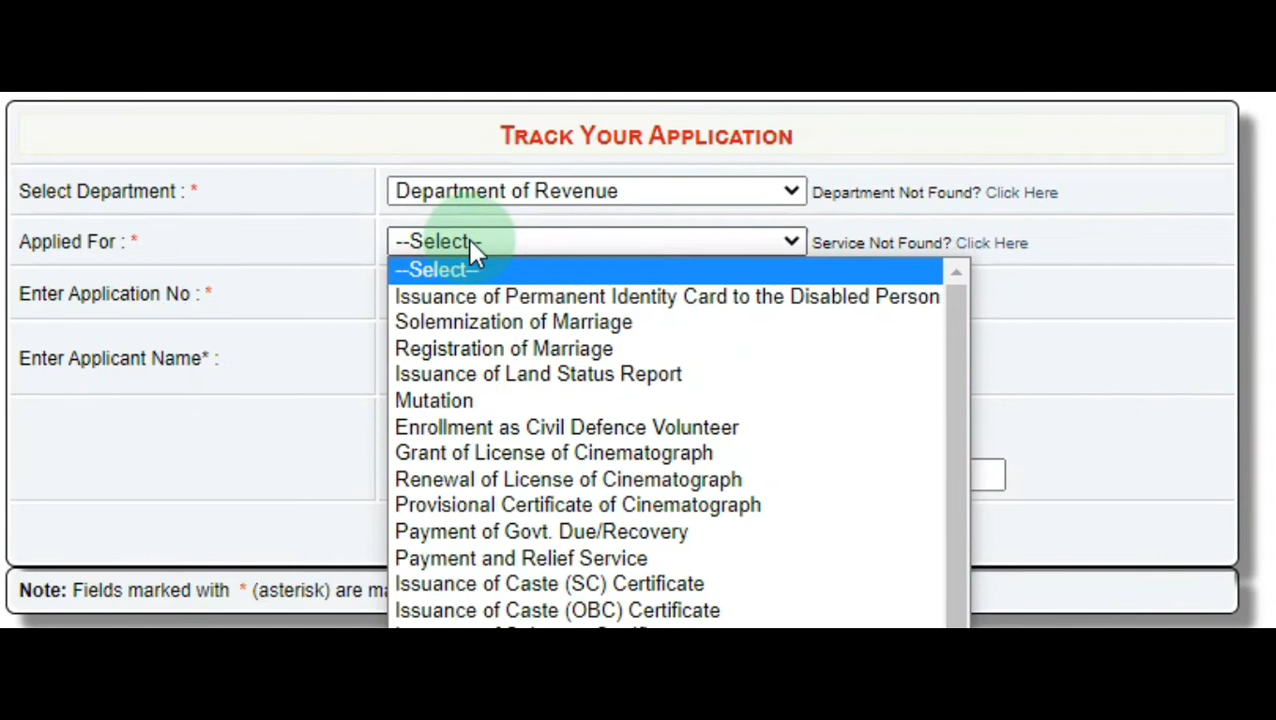 Track Your Application
Select Department : * Department of Revenue Department Not Found? Click Here
Applied For : * --Select-- Service Not Found? Click Here
--Select--
Enter Application No : * Issuance of Permanent Identity Card to the Disabled Person
Solemnization of Marriage
Registration of Marriage
Enter Applicant Name* :
Issuance of Land Status Report
Mutation
Enrollment as Civil Defence Volunteer
Grant of License of Cinematograph
Renewal of License of Cinematograph
Provisional Certificate of Cinematograph
Payment of Govt. Due/Recovery
Payment and Relief Service
Issuance of Caste (SC) Certificate
Note: Fields marked with * (asterisk) are ma
Issuance of Caste (OBC) Certificate